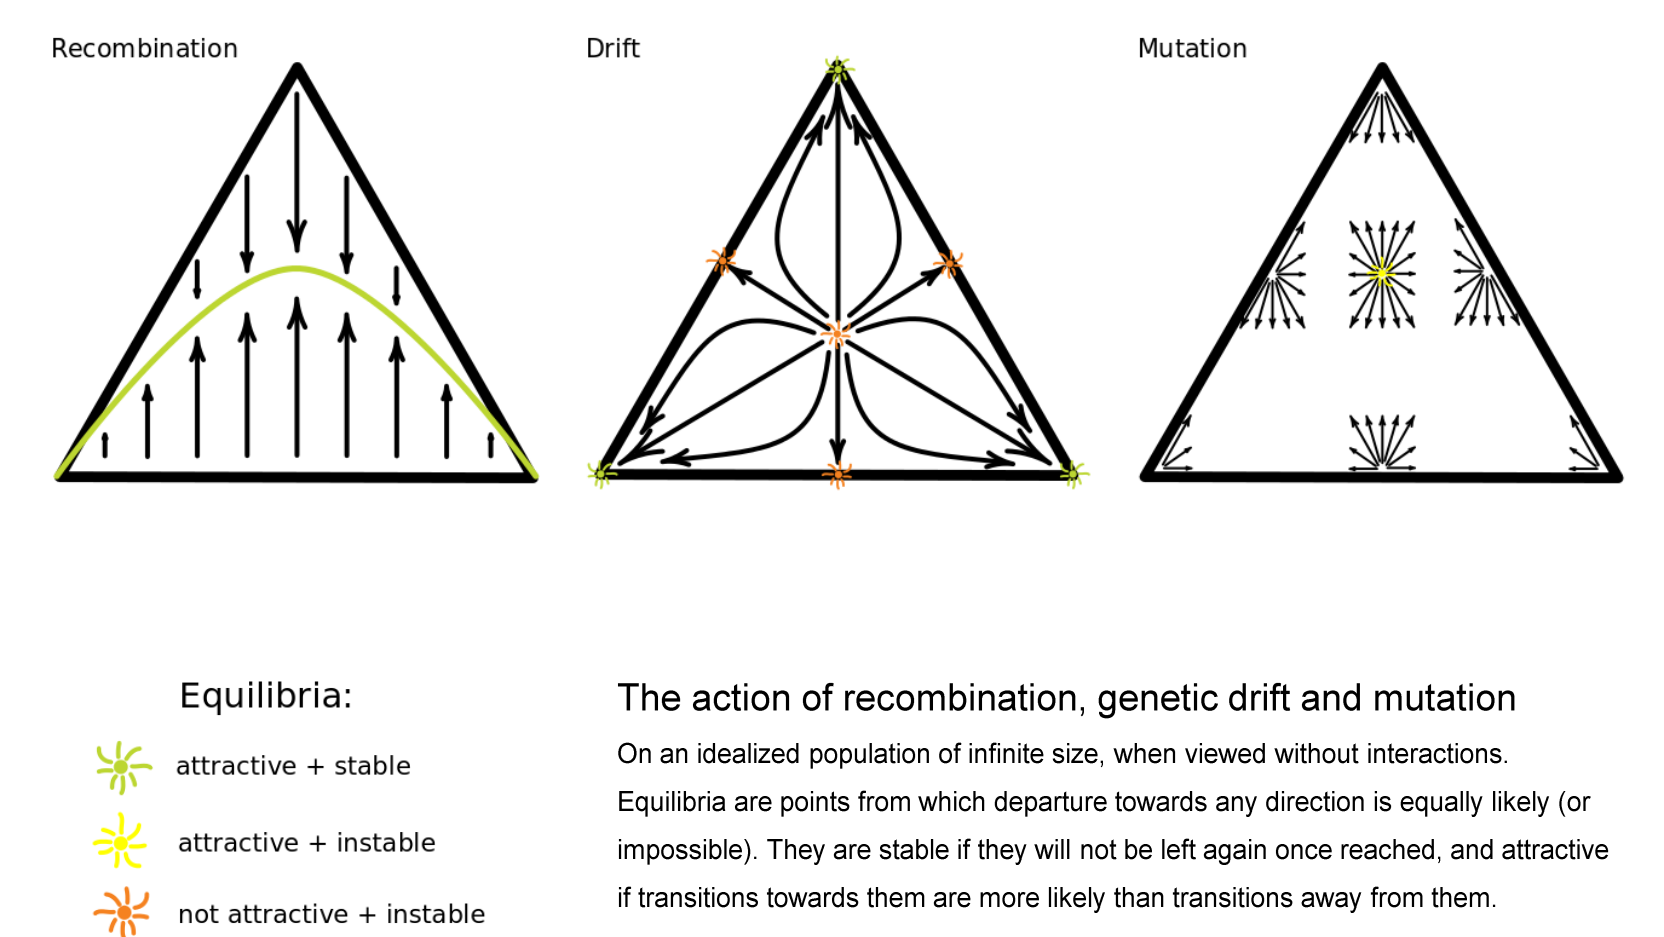 Recombination
Drift
Mutation
Equilibria:
attractive + stable
attractive + instable
not attractive + instable
The action of recombination, genetic drift and mutation
On an idealized population of infinite size, when viewed without interactions.
Equilibria are points from which departure towards any direction is equally likely (or
impossible). They are stable if they will not be left again once reached, and attractive
if transitions towards them are more likely than transitions away from them.